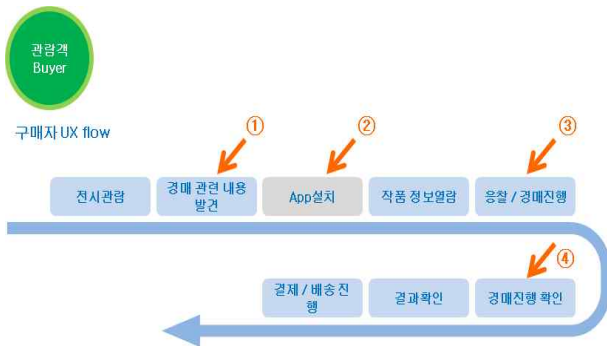 관람객
Buyer
구매자 UX flow
①
②
③
전시관람
경매 관련 내용
발견
App설치
작품 정보열람
응찰 / 경매진행
④
결제 / 배송 진
행
결과확인
경매진행 확인